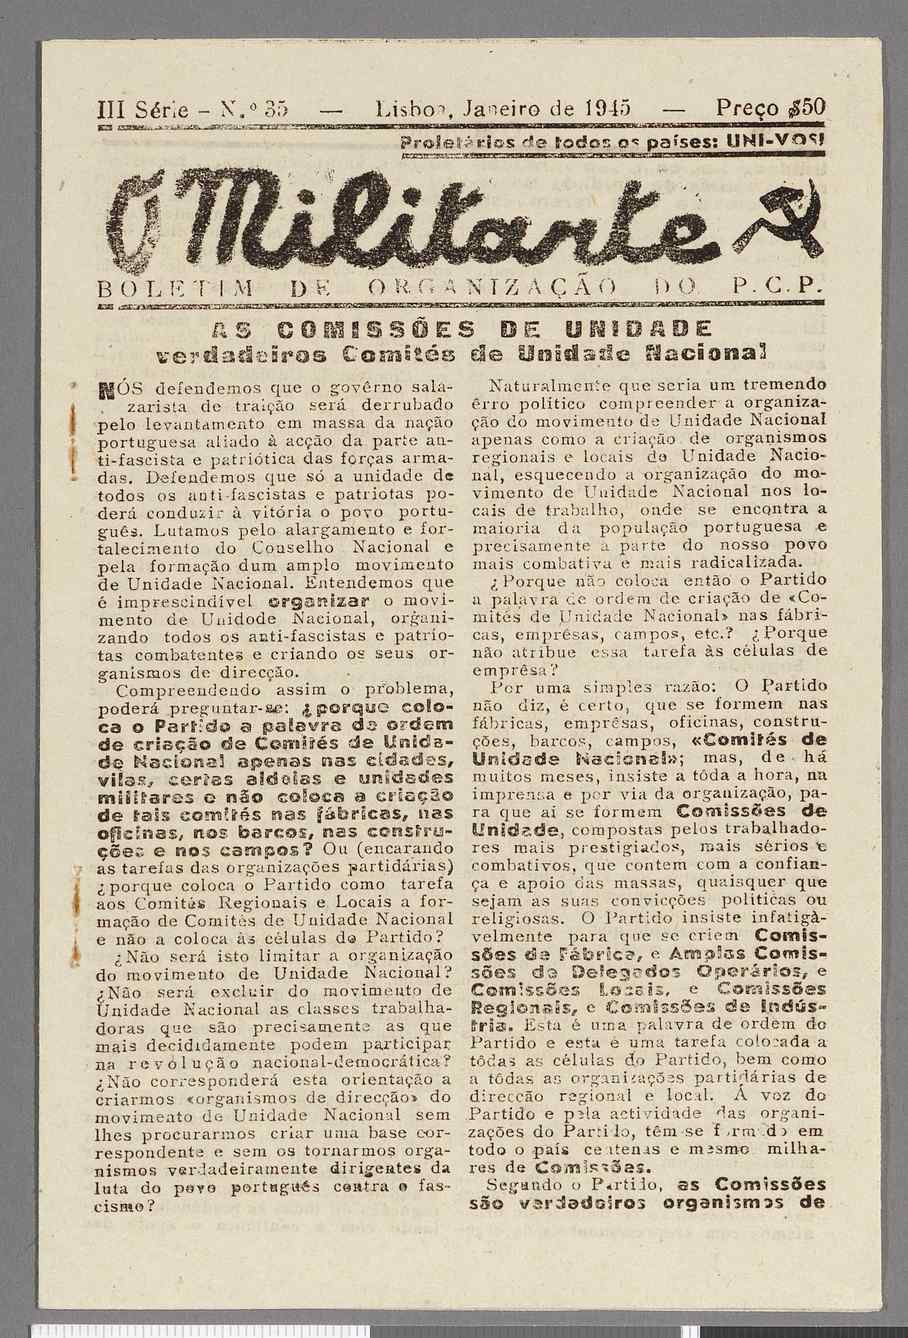 III Série – N.º 35 — Lisboa, Janeiro de 1945 — Preço $50
Proletários de todos os países: UNI-VOS!
O Militante
BOLETIM DE ORGANIZAÇÃO DO P.C.P.
AS COMISSÕES DE UNIDADE
verdadeiros Comités de Unidade Nacional
NÓS defendemos que o govêrno sala-
zarista de traição será derrubado
pelo levantamento em massa da nação
portuguesa aliado à acção da parte an-
ti-fascista e patriótica das forças arma-
das. Defendemos que só a unidade de
todos os anti-fascistas e patriotas po-
derá conduzir à vitória o povo portu-
guês. Lutamos pelo alargamento e for-
talecimento do Conselho Nacional e
pela formação dum amplo movimento
de Unidade Nacional. Entendemos que
é imprescindível organizar o movi-
mento de Unidode Nacional, organi-
zando todos os anti-fascistas e patrio-
tas combatentes e criando os seus or-
ganismos de direcção.
Compreendendo assim o problema,
poderá preguntar-se: ¿porque colo-
ca o Partido a palavra de ordem
de criação de Comités de Unida-
de Nacional apenas nas cidades,
vilas, certas aldeias e unidades
militares e não coloca a criação
de tais comités nas fábricas, nas
oficinas, nos barcos, nas constru-
ções e nos campos? Ou (encarando
as tarefas das organizações partidárias)
¿porque coloca o Partido como tarefa
aos Comités Regionais e Locais a for-
mação de Comités de Unidade Nacional
e não a coloca às células do Partido?
¿Não será isto limitar a organização
do movimento de Unidade Nacional?
¿Não será excluir do movimento de
Unidade Nacional as classes trabalha-
doras que são precisamente as que
mais decididamente podem participar
na revolução nacional-democrática?
¿Não corresponderá esta orientação a
criarmos «organismos de direcção» do
movimento de Unidade Nacional sem
lhes procurarmos criar uma base cor-
respondente e sem os tornarmos orga-
nismos verdadeiramente dirigentes da
luta do povo português contra o fas-
cismo?
Naturalmente que seria um tremendo
êrro político compreender a organiza-
ção do movimento de Unidade Nacional
apenas como a criação de organismos
regionais e locais de Unidade Nacio-
nal, esquecendo a organização do mo-
vimento de Unidade Nacional nos lo-
cais de trabalho, onde se encontra a
maioria da população portuguesa e
precisamente a parte do nosso povo
mais combativa e mais radicalizada.
¿Porque não coloca então o Partido
a palavra de ordem de criação de «Co-
mités de Unidade Nacional» nas fábri-
cas, emprêsas, campos, etc.? ¿Porque
não atribue essa tarefa às células de
emprêsa?
Por uma simples razão: O Partido
não diz, é certo, que se formem nas
fábricas, emprêsas, oficinas, constru-
ções, barcos, campos, «Comités de
Unidade Nacional»; mas, de há
muitos meses, insiste a tôda a hora, na
imprensa e por via da organização, pa-
ra que aí se formem Comissões de
Unidade, compostas pelos trabalhado-
res mais prestigiados, mais sérios e
combativos, que contem com a confian-
ça e apoio das massas, quaisquer que
sejam as suas convicções políticas ou
religiosas. O Partido insiste infatigà-
velmente para que se criem Comis-
sões de Fábrica, e Amplas Comis-
sões de Delegados Operários, e
Comissões Locais, e Comissões
Regionais, e Comissões de Indús-
tria. Esta é uma palavra de ordem do
Partido e esta é uma tarefa colocada a
tôdas as células do Partido, bem como
a tôdas as organizações partidárias de
direcção regional e local. À voz do
Partido e pela actividade das organi-
zações do Partido, têm-se formado em
todo o país centenas e mesmo milha-
res de Comissões.
Segundo o Partido, as Comissões
são verdadeiros organismos de